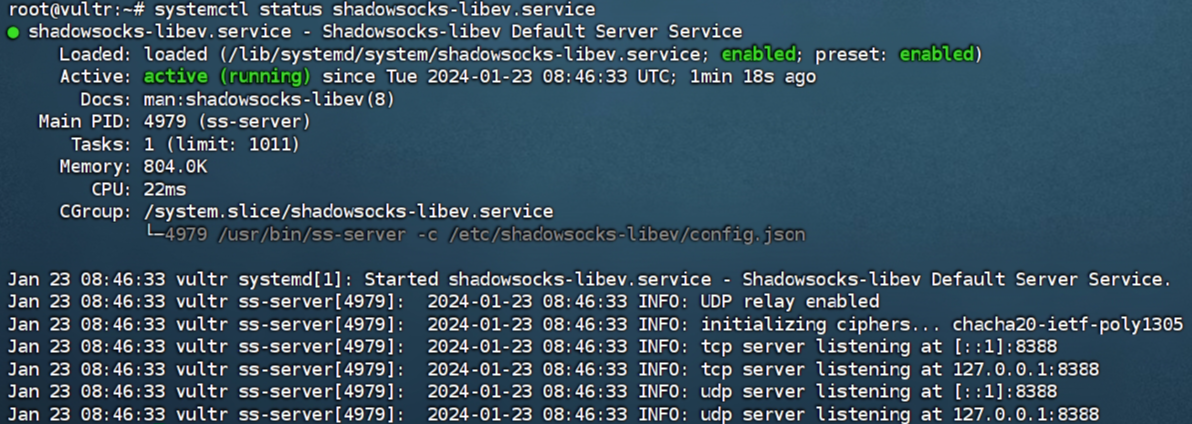 root@vultr:~# systemctl status shadowsocks-libev.service
● shadowsocks-libev.service - Shadowsocks-libev Default Server Service
Loaded: loaded (/lib/systemd/system/shadowsocks-libev.service; enabled; preset: enabled)
Active: active (running) since Tue 2024-01-23 08:46:33 UTC; 1min 18s ago
Docs: man:shadowsocks-libev(8)
Main PID: 4979 (ss-server)
Tasks: 1 (limit: 1011)
Memory: 804.0K
CPU: 22ms
CGroup: /system.slice/shadowsocks-libev.service
└─4979 /usr/bin/ss-server -c /etc/shadowsocks-libev/config.json
Jan 23 08:46:33 vultr systemd[1]: Started shadowsocks-libev.service - Shadowsocks-libev Default Server Service.
Jan 23 08:46:33 vultr ss-server[4979]:  2024-01-23 08:46:33 INFO: UDP relay enabled
Jan 23 08:46:33 vultr ss-server[4979]:  2024-01-23 08:46:33 INFO: initializing ciphers... chacha20-ietf-poly1305
Jan 23 08:46:33 vultr ss-server[4979]:  2024-01-23 08:46:33 INFO: tcp server listening at [::1]:8388
Jan 23 08:46:33 vultr ss-server[4979]:  2024-01-23 08:46:33 INFO: tcp server listening at 127.0.0.1:8388
Jan 23 08:46:33 vultr ss-server[4979]:  2024-01-23 08:46:33 INFO: udp server listening at [::1]:8388
Jan 23 08:46:33 vultr ss-server[4979]:  2024-01-23 08:46:33 INFO: udp server listening at 127.0.0.1:8388